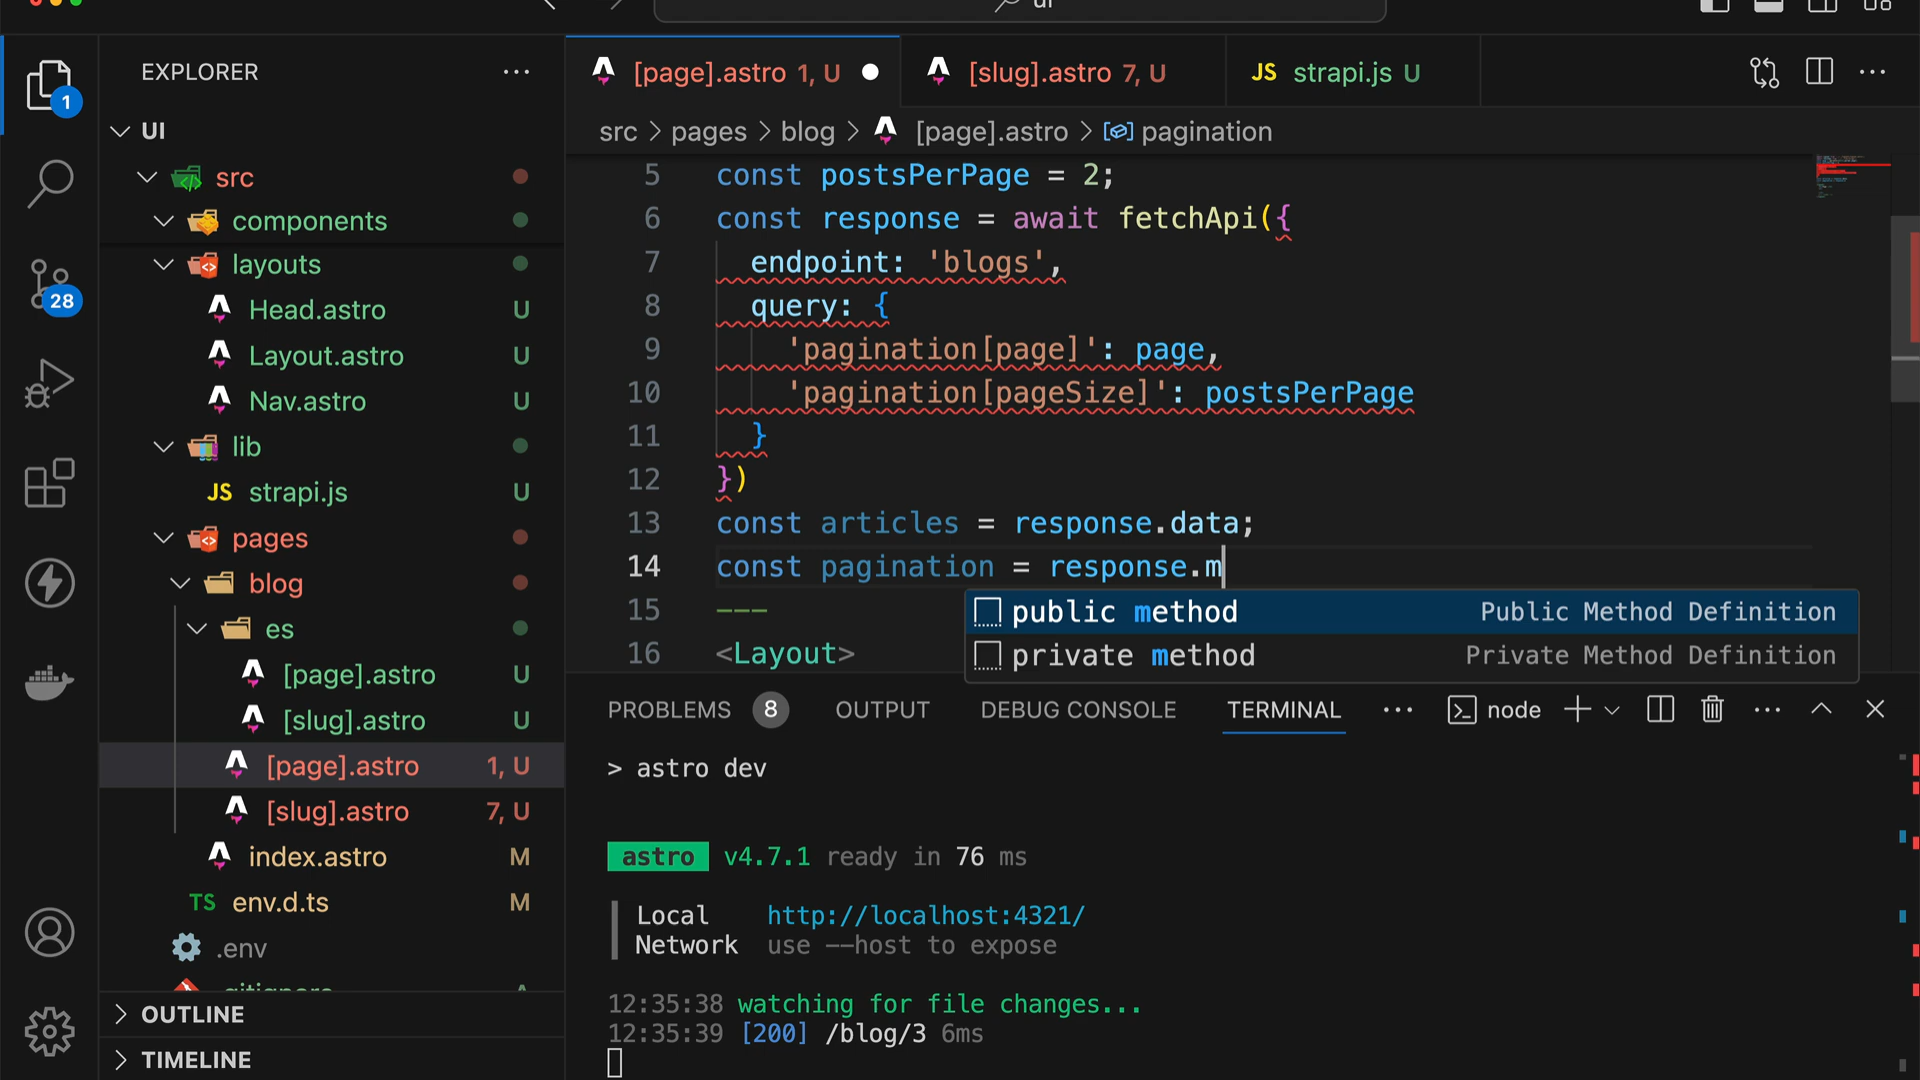 ui
EXPLORER
UI
src
components
layouts
Head.astro U
Layout.astro U
Nav.astro U
lib
JS strapi.js U
pages
blog
es
[page].astro U
[slug].astro U
[page].astro 1, U
[slug].astro 7, U
index.astro M
TS env.d.ts M
.env
.gitignore A
OUTLINE
TIMELINE
1
28
[page].astro 1, U
[slug].astro 7, U
JS strapi.js U
src > pages > blog > [page].astro > pagination
5 const postsPerPage = 2;
6 const response = await fetchApi({
7 endpoint: 'blogs',
8 query: {
9 'pagination[page]': page,
10 'pagination[pageSize]': postsPerPage
11 }
12 })
13 const articles = response.data;
14 const pagination = response.m
15 ---
16 <Layout>
public method Public Method Definition
private method Private Method Definition
PROBLEMS 8 OUTPUT DEBUG CONSOLE TERMINAL node
> astro dev
astro v4.7.1 ready in 76 ms
Local http://localhost:4321/
Network use --host to expose
12:35:38 watching for file changes...
12:35:39 [200] /blog/3 6ms